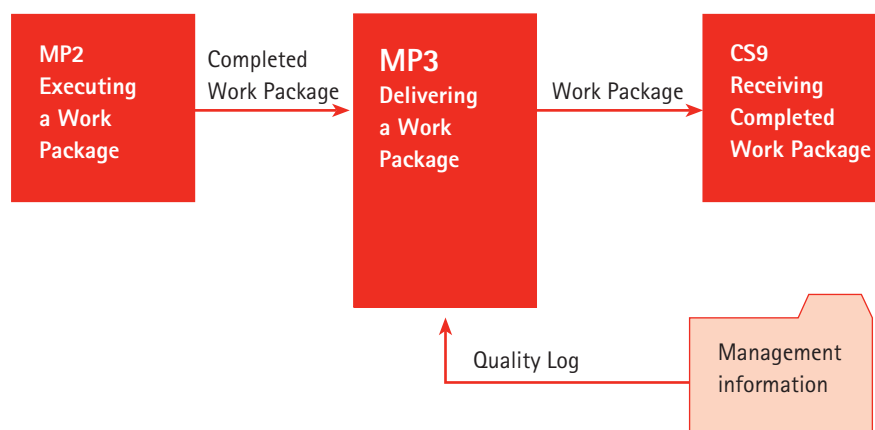 MP2
Executing
a Work
Package
Completed
Work Package
MP3
Delivering
a Work
Package
Work Package
CS9
Receiving
Completed
Work Package
Quality Log
Management
information